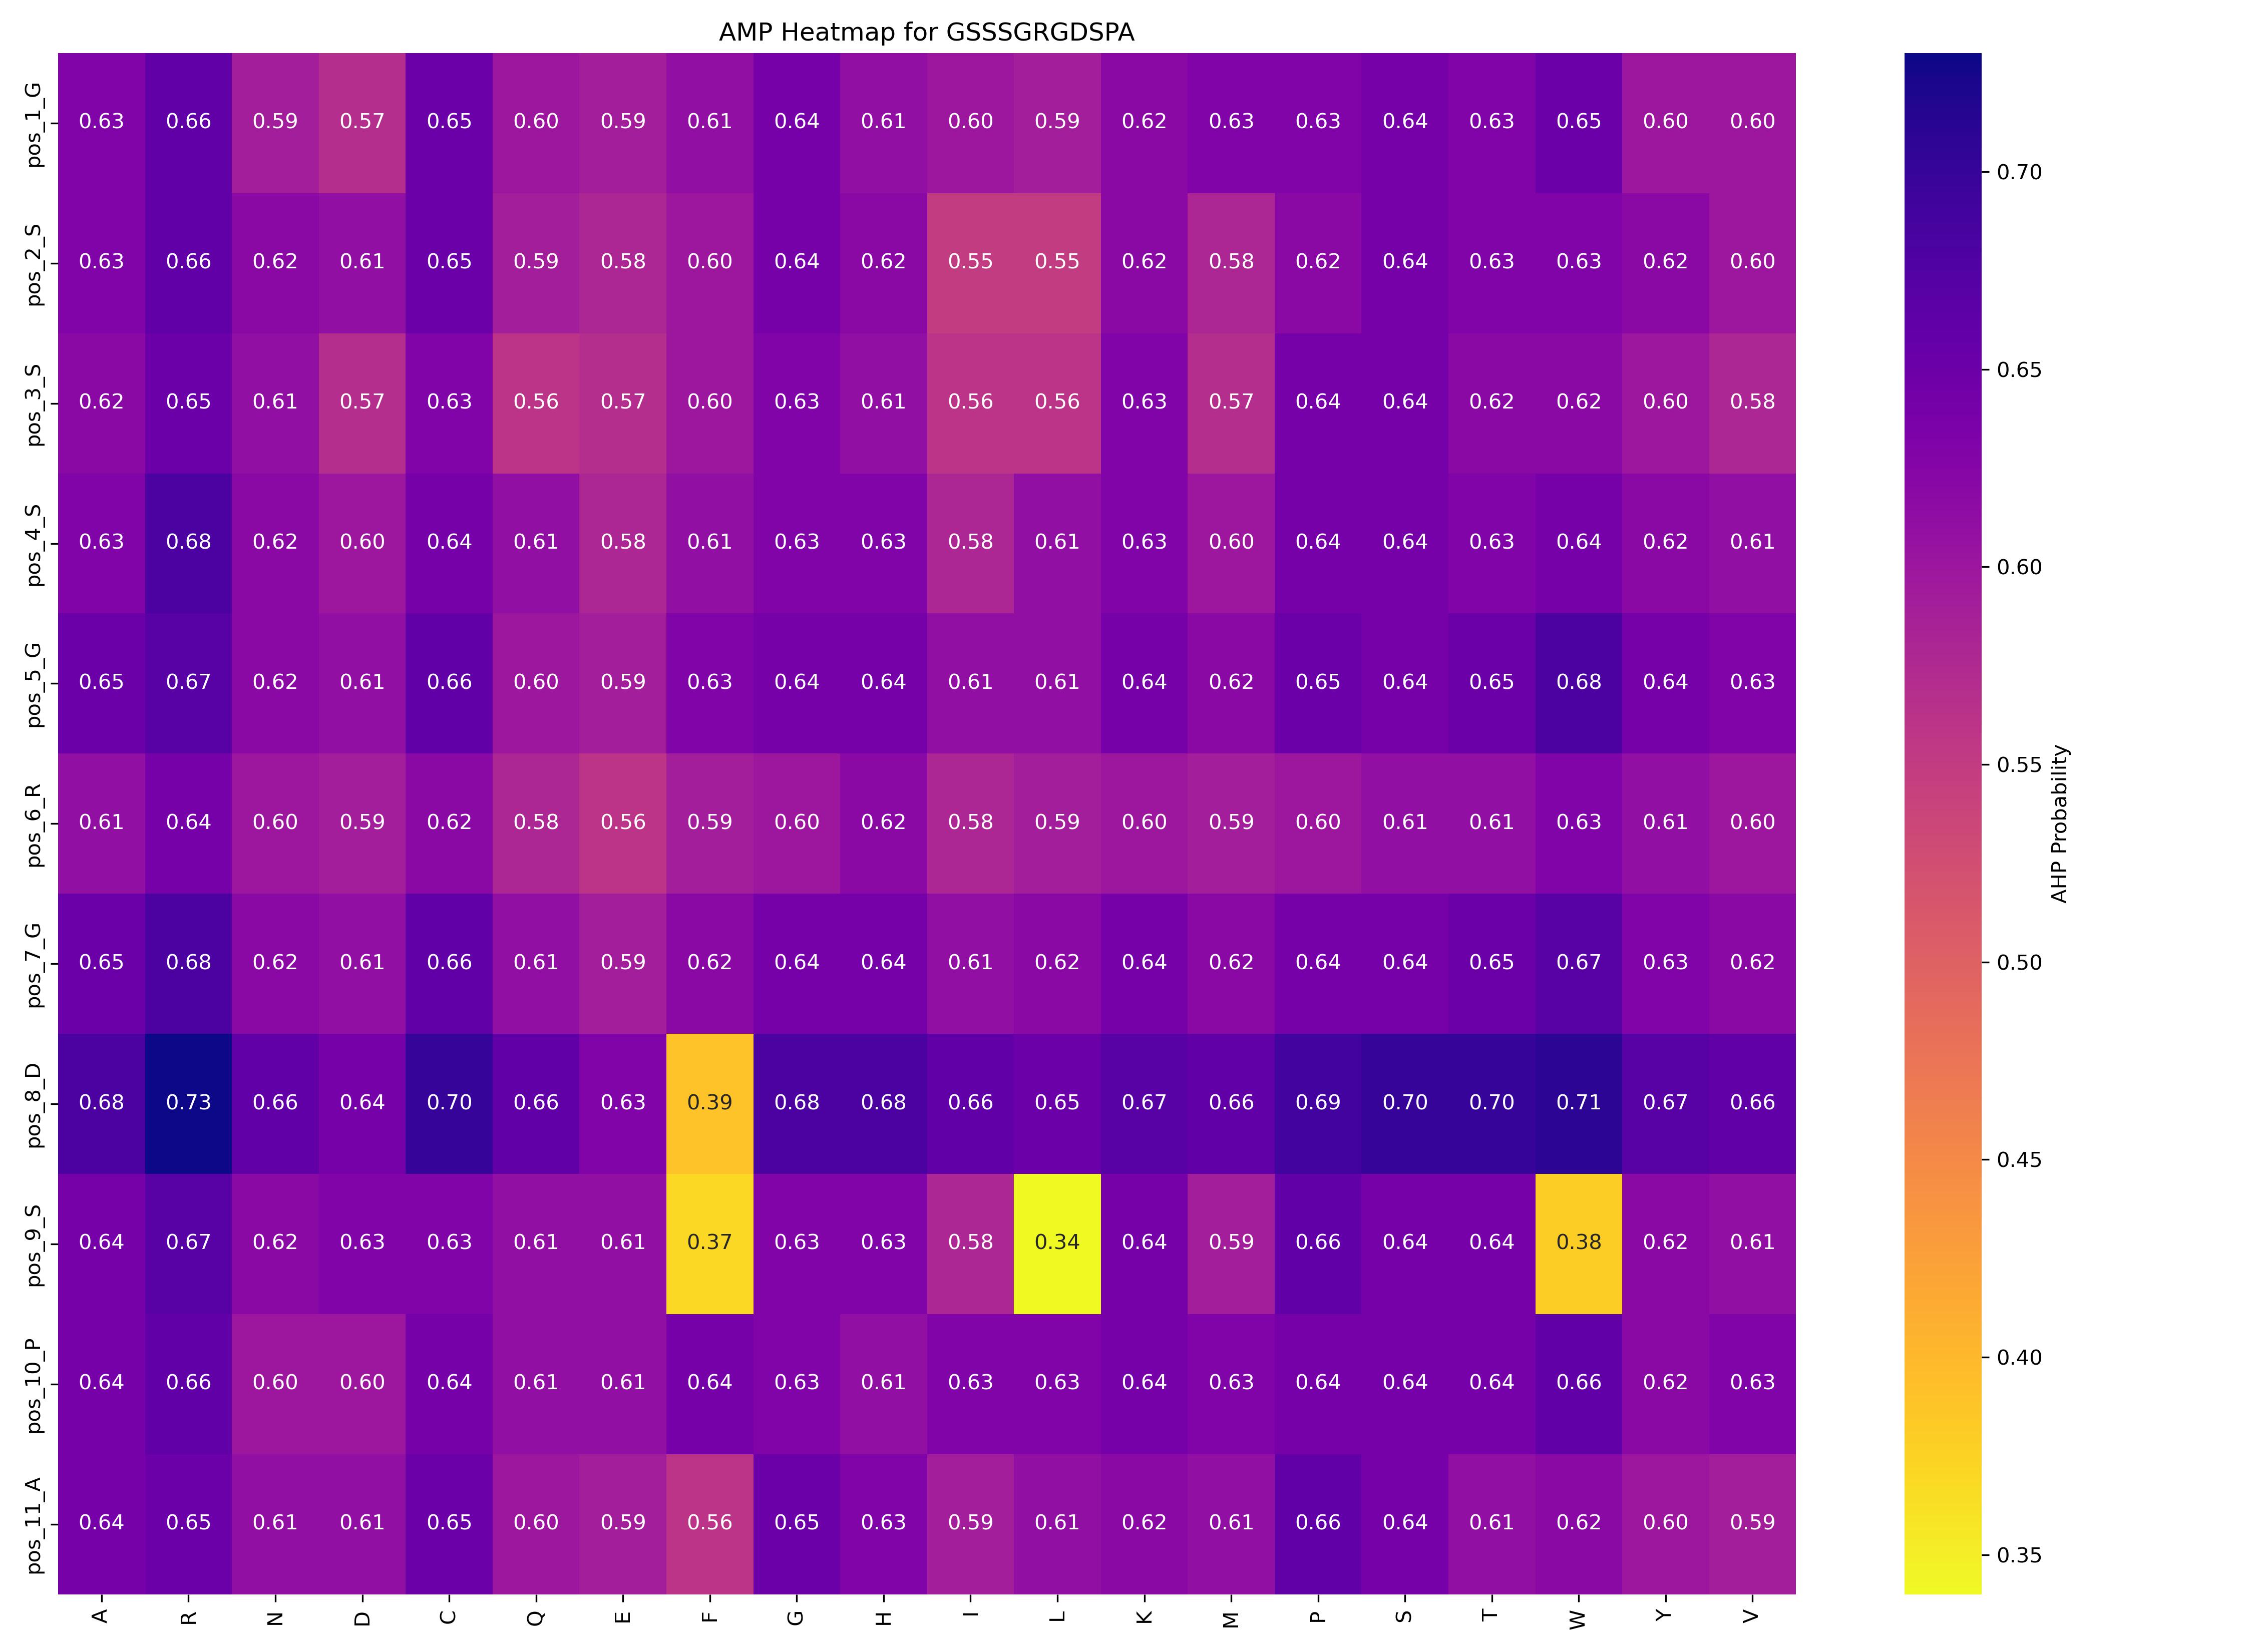 AMP Heatmap for GSSSGRGDSPA
pos_1_G 0.63 0.66 0.59 0.57 0.65 0.60 0.59 0.61 0.64 0.61 0.60 0.59 0.62 0.63 0.63 0.64 0.63 0.65 0.60 0.60
pos_2_S 0.63 0.66 0.62 0.61 0.65 0.59 0.58 0.60 0.64 0.62 0.55 0.55 0.62 0.58 0.62 0.64 0.63 0.63 0.62 0.60
pos_3_S 0.62 0.65 0.61 0.57 0.63 0.56 0.57 0.60 0.63 0.61 0.56 0.56 0.63 0.57 0.64 0.64 0.62 0.62 0.60 0.58
pos_4_S 0.63 0.68 0.62 0.60 0.64 0.61 0.58 0.61 0.63 0.63 0.58 0.61 0.63 0.60 0.64 0.64 0.63 0.64 0.62 0.61
pos_5_G 0.65 0.67 0.62 0.61 0.66 0.60 0.59 0.63 0.64 0.64 0.61 0.61 0.64 0.62 0.65 0.64 0.65 0.68 0.64 0.63
pos_6_R 0.61 0.64 0.60 0.59 0.62 0.58 0.56 0.59 0.60 0.62 0.58 0.59 0.60 0.59 0.60 0.61 0.61 0.63 0.61 0.60
pos_7_G 0.65 0.68 0.62 0.61 0.66 0.61 0.59 0.62 0.64 0.64 0.61 0.62 0.64 0.62 0.64 0.64 0.65 0.67 0.63 0.62
pos_8_D 0.68 0.73 0.66 0.64 0.70 0.66 0.63 0.39 0.68 0.68 0.66 0.65 0.67 0.66 0.69 0.70 0.70 0.71 0.67 0.66
pos_9_S 0.64 0.67 0.62 0.63 0.63 0.61 0.61 0.37 0.63 0.63 0.58 0.34 0.64 0.59 0.66 0.64 0.64 0.38 0.62 0.61
pos_10_P 0.64 0.66 0.60 0.60 0.64 0.61 0.61 0.64 0.63 0.61 0.63 0.63 0.64 0.63 0.64 0.64 0.64 0.66 0.62 0.63
pos_11_A 0.64 0.65 0.61 0.61 0.65 0.60 0.59 0.56 0.65 0.63 0.59 0.61 0.62 0.61 0.66 0.64 0.61 0.62 0.60 0.59
A R N D C Q E F G H I L K M P S T W Y V
0.70
0.65
0.60
0.55
0.50
0.45
0.40
0.35
AHP Probability